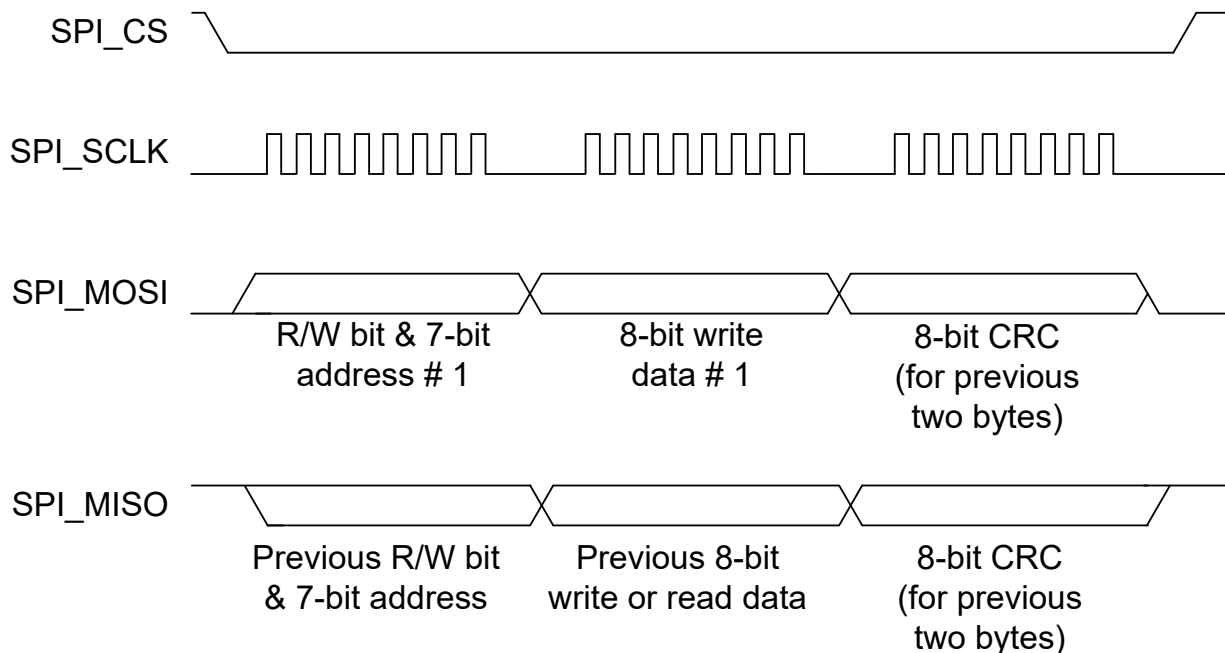 SPI_CS
SPI_SCLK
SPI_MOSI
R/W bit & 7-bit
address # 1
8-bit write
data # 1
8-bit CRC
(for previous
two bytes)
SPI_MISO
Previous R/W bit
& 7-bit address
Previous 8-bit
write or read data
8-bit CRC
(for previous
two bytes)